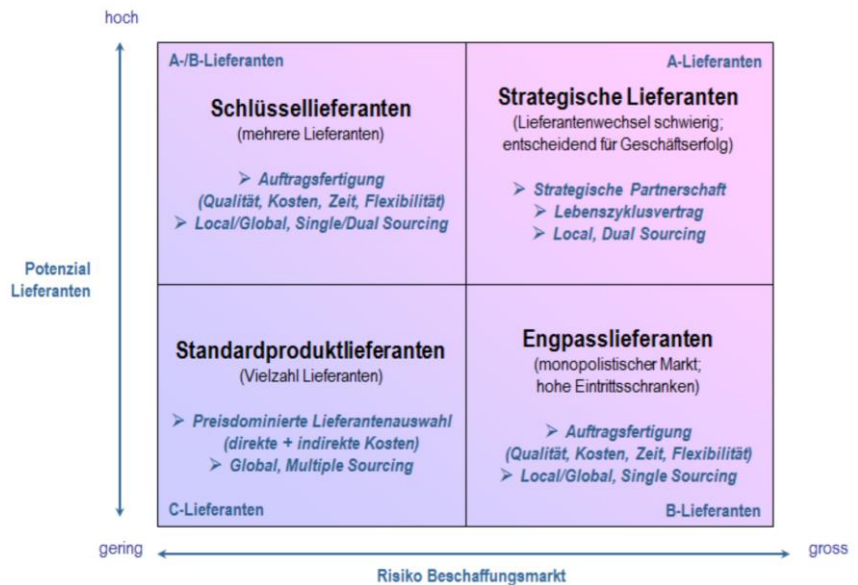 hoch
A-/B-Lieferanten
Schlüssellieferanten
(mehrere Lieferanten)
➢ Auftragsfertigung
(Qualität, Kosten, Zeit, Flexibilität)
➢ Local/Global, Single/Dual Sourcing
A-Lieferanten
Strategische Lieferanten
(Lieferantenwechsel schwierig;
entscheidend für Geschäftserfolg)
➢ Strategische Partnerschaft
➢ Lebenszyklusvertrag
➢ Local, Dual Sourcing
Potenzial
Lieferanten
Standardproduktlieferanten
(Vielzahl Lieferanten)
➢ Preisdominierte Lieferantenauswahl
(direkte + indirekte Kosten)
➢ Global, Multiple Sourcing
C-Lieferanten
Engpasslieferanten
(monopolistischer Markt;
hohe Eintrittsschranken)
➢ Auftragsfertigung
(Qualität, Kosten, Zeit, Flexibilität)
➢ Local/Global, Single Sourcing
B-Lieferanten
gering
gross
Risiko Beschaffungsmarkt